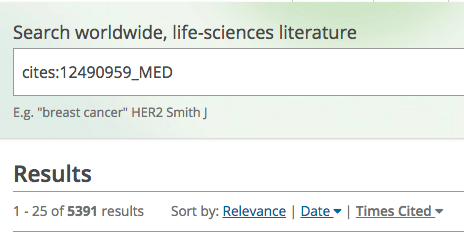 Search worldwide, life-sciences literature
cites:12490959_MED
E.g. "breast cancer" HER2 Smith J
Results
1 - 25 of 5391 results Sort by: Relevance | Date | Times Cited